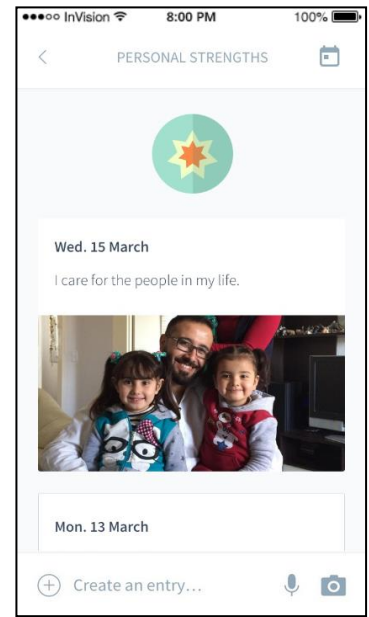 InVision 8:00 PM 100%
PERSONAL STRENGTHS
Wed. 15 March
I care for the people in my life.
Mon. 13 March
Create an entry...